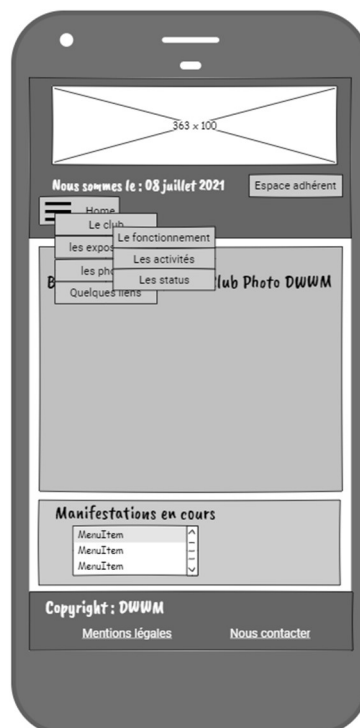 363 x 100
Nous sommes le : 08 juillet 2021
Espace adhérent
Home
Le club
Le fonctionnement
les expos
Les activités
les pho
Les status
Quelques liens
B lub Photo DWWM
Manifestations en cours
MenuItem
MenuItem
MenuItem
Copyright : DWWM
Mentions légales
Nous contacter